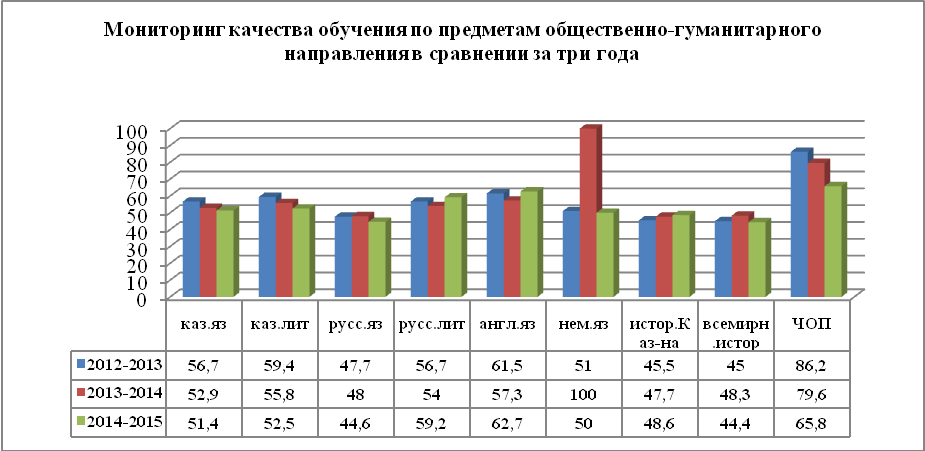 Мониторинг качества обучения по предметам общественно-гуманитарного
направления в сравнении за три года
100
90
80
70
60
50
40
30
20
10
0
каз.яз каз.лит русс.яз русс.лит англ.яз нем.яз истор.К всемирн ЧОП
аз-на .истор
2012-2013 56,7 59,4 47,7 56,7 61,5 51 45,5 45 86,2
2013-2014 52,9 55,8 48 54 57,3 100 47,7 48,3 79,6
2014-2015 51,4 52,5 44,6 59,2 62,7 50 48,6 44,4 65,8